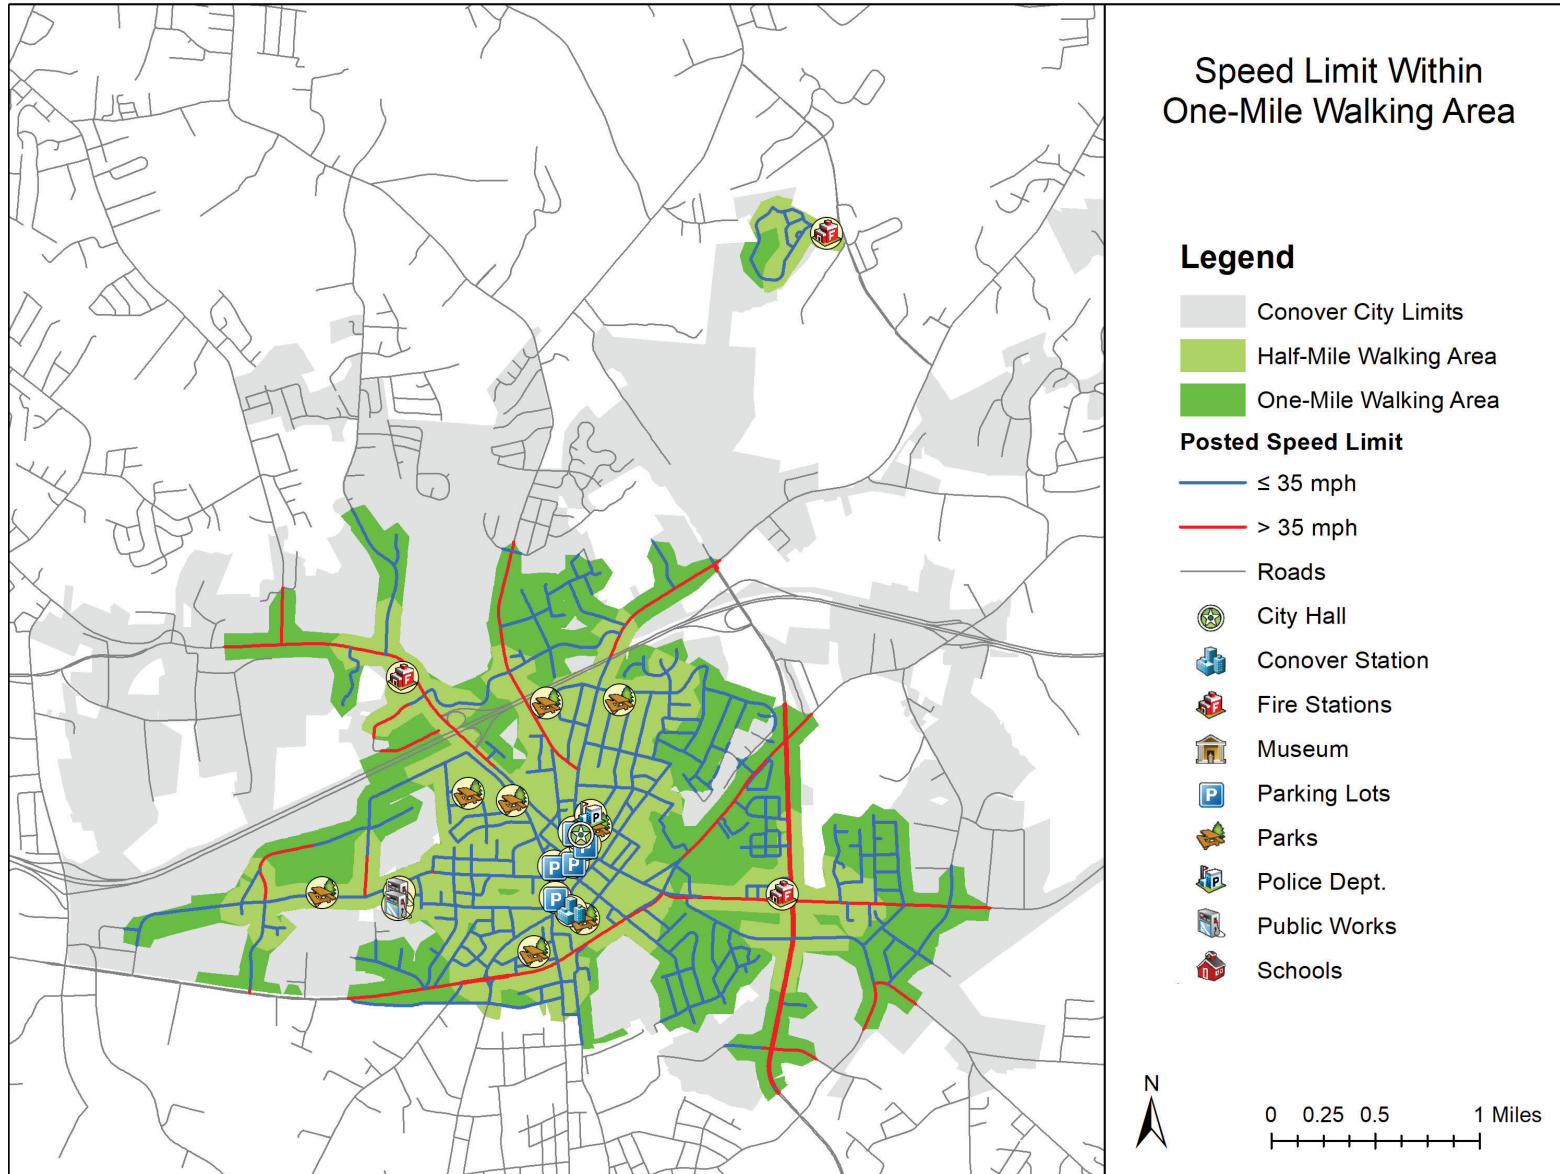 Speed Limit Within
One-Mile Walking Area
Legend
Conover City Limits
Half-Mile Walking Area
One-Mile Walking Area
Posted Speed Limit
≤ 35 mph
> 35 mph
Roads
City Hall
Conover Station
Fire Stations
Museum
P Parking Lots
Parks
Police Dept.
Public Works
Schools
N
0 0.25 0.5 1 Miles